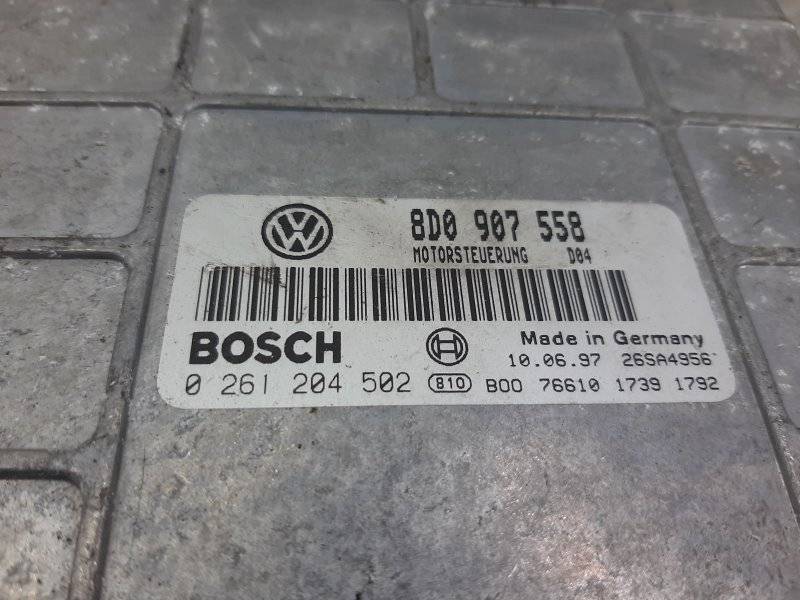 8D0 907 558
MOTORSTEUERUNG D04
BOSCH Made in Germany
10.06.97 26SA4956
0 261 204 502 810 B00 76610 1739 1792